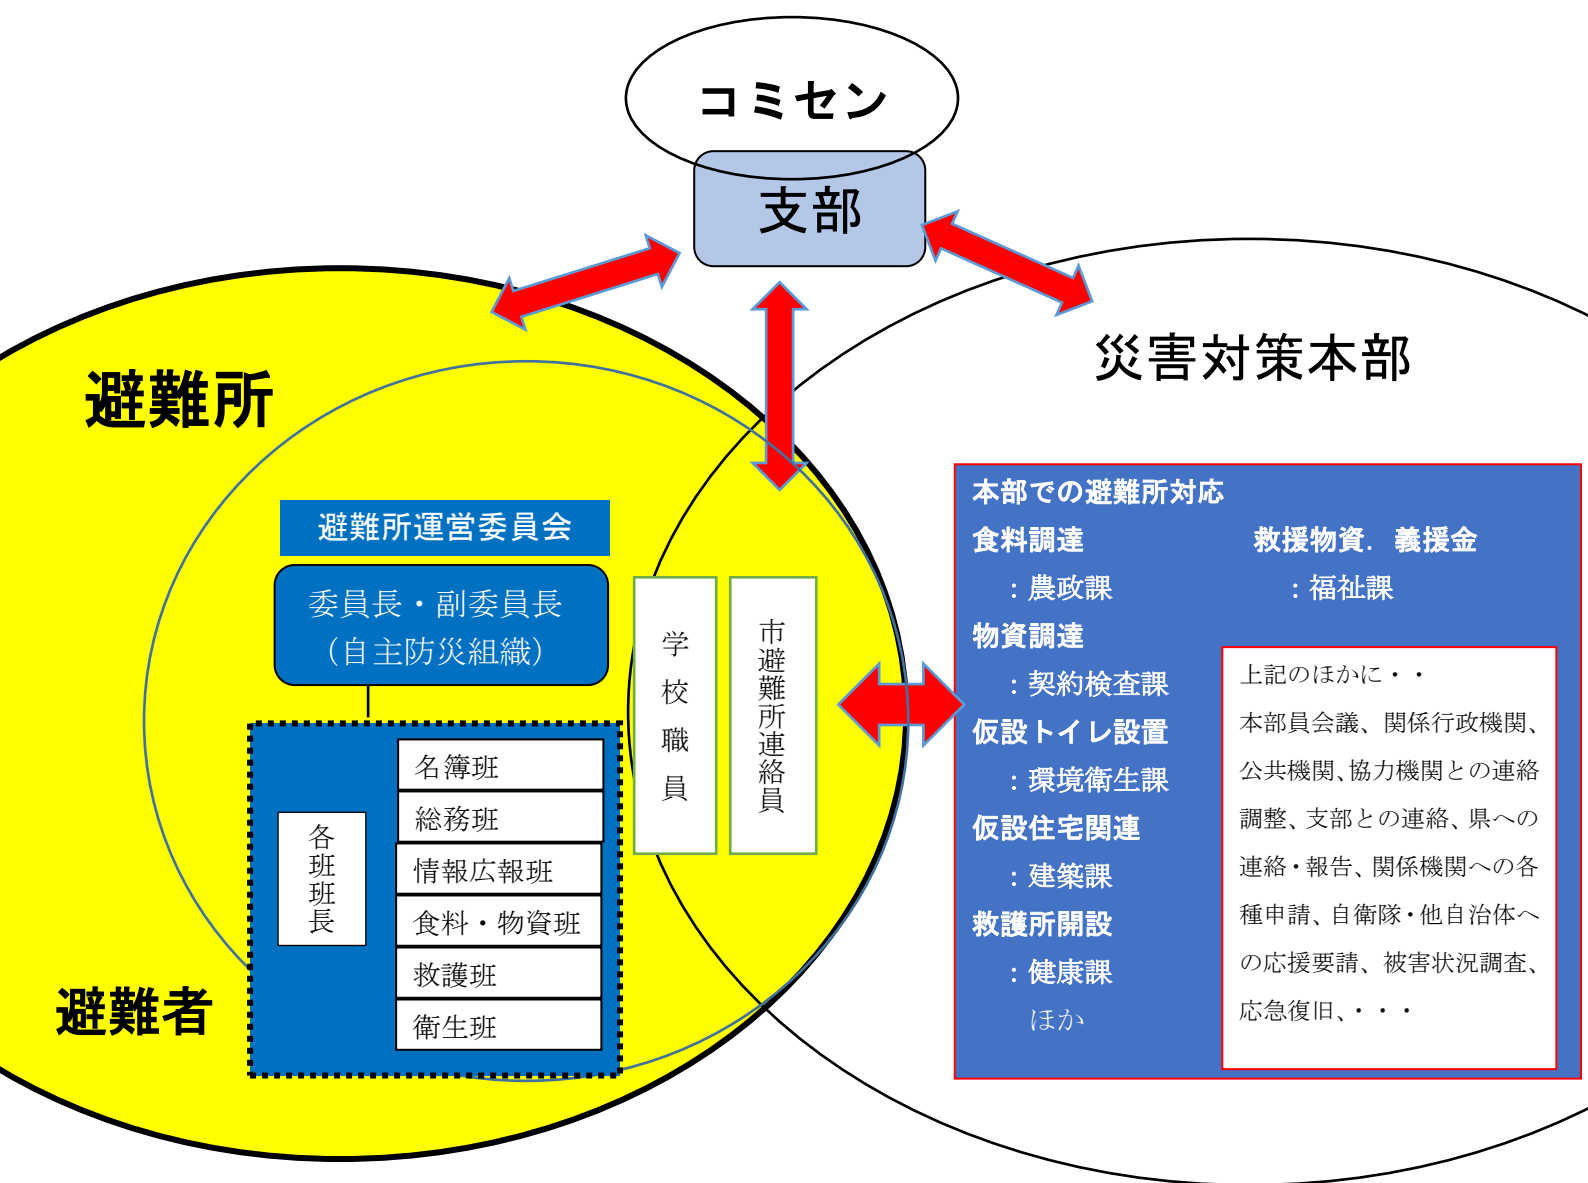 コミセン
支部
災害対策本部
避難所
避難所運営委員会
委員長・副委員長
（自主防災組織）
各班班長
名簿班
総務班
情報広報班
食料・物資班
救護班
衛生班
避難者
学校職員
市避難所連絡員
本部での避難所対応
食料調達
：農政課
物資調達
：契約検査課
仮設トイレ設置
：環境衛生課
仮設住宅関連
：建築課
救護所開設
：健康課
ほか
救援物資．義援金
：福祉課
上記のほかに・・
本部員会議、関係行政機関、
公共機関、協力機関との連絡
調整、支部との連絡、県への
連絡・報告、関係機関への各
種申請、自衛隊・他自治体へ
の応援要請、被害状況調査、
応急復旧、・・・